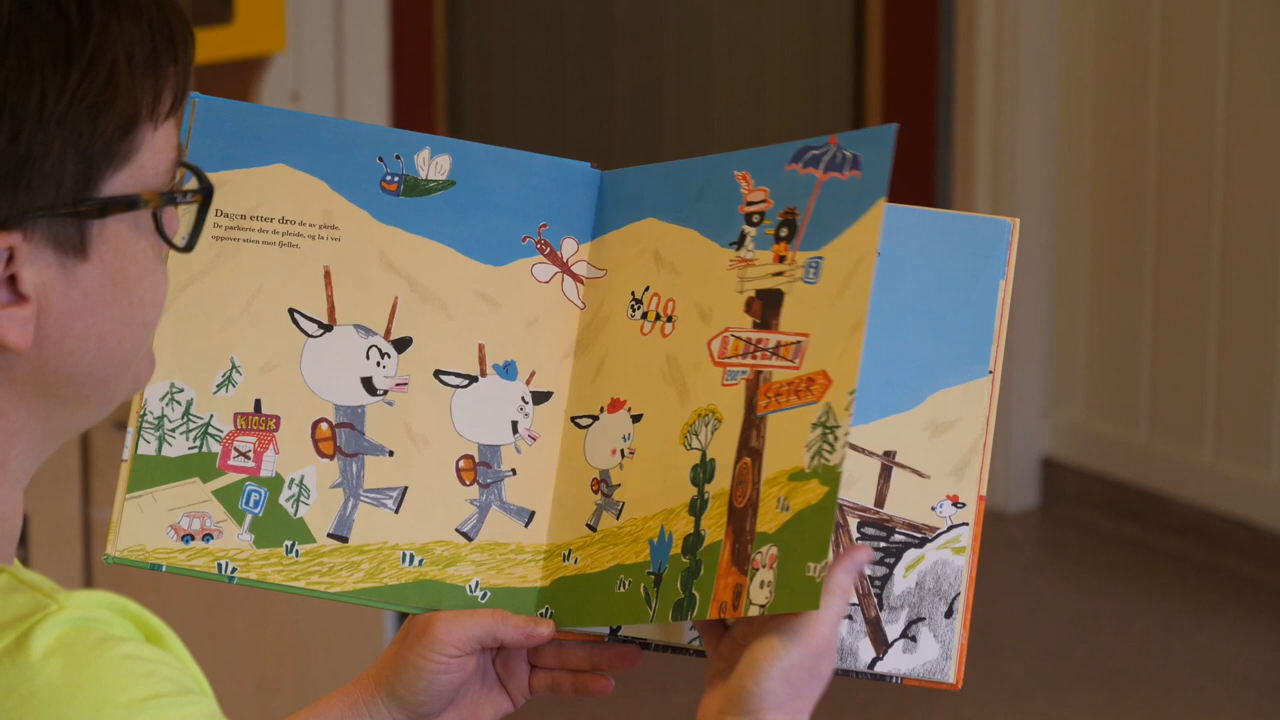 Dagen etter dro de av gårde.
De parkerte der de pleide, og la i vei
oppover stien mot fjellet.
KIOSK
P
i
BADELAND
SETER